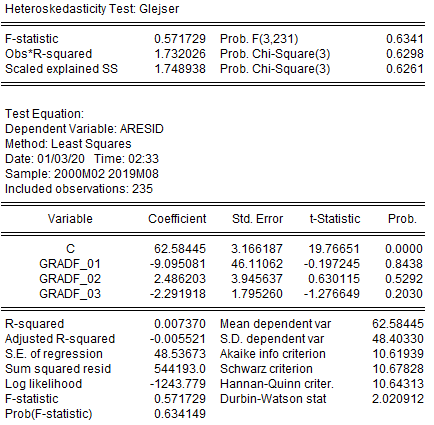 Heteroskedasticity Test: Glejser
F-statistic 0.571729 Prob. F(3,231) 0.6341
Obs*R-squared 1.732026 Prob. Chi-Square(3) 0.6298
Scaled explained SS 1.748938 Prob. Chi-Square(3) 0.6261
Test Equation:
Dependent Variable: ARESID
Method: Least Squares
Date: 01/03/20 Time: 02:33
Sample: 2000M02 2019M08
Included observations: 235
Variable Coefficient Std. Error t-Statistic Prob.
C 62.58445 3.166187 19.76651 0.0000
GRADF_01 -9.095081 46.11062 -0.197245 0.8438
GRADF_02 2.486203 3.945637 0.630115 0.5292
GRADF_03 -2.291918 1.795260 -1.276649 0.2030
R-squared 0.007370 Mean dependent var 62.58445
Adjusted R-squared -0.005521 S.D. dependent var 48.40330
S.E. of regression 48.53673 Akaike info criterion 10.61939
Sum squared resid 544193.0 Schwarz criterion 10.67828
Log likelihood -1243.779 Hannan-Quinn criter. 10.64313
F-statistic 0.571729 Durbin-Watson stat 2.020912
Prob(F-statistic) 0.634149